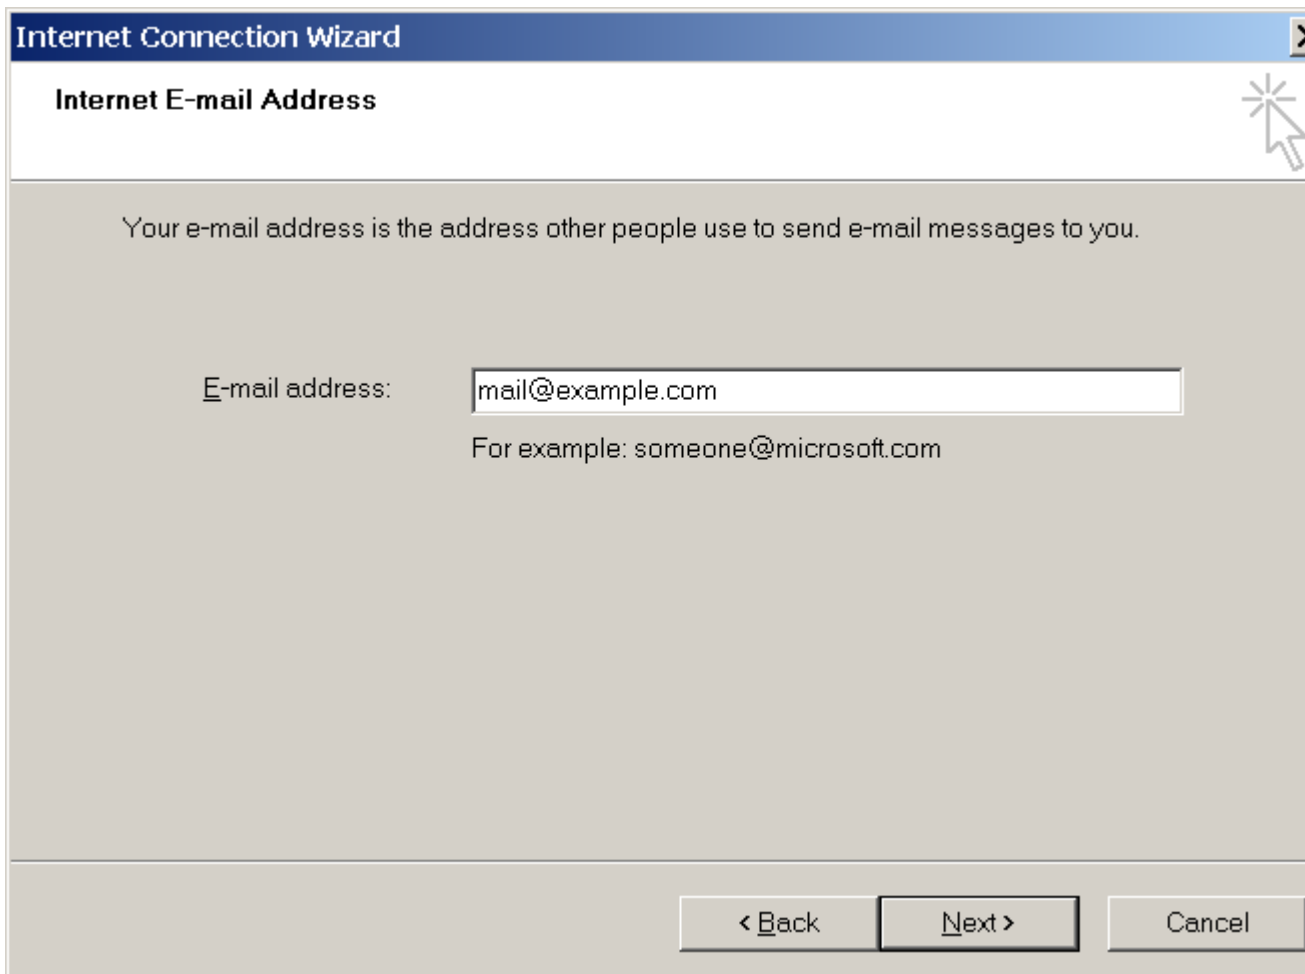 Internet Connection Wizard
Internet E-mail Address
Your e-mail address is the address other people use to send e-mail messages to you.
E-mail address: mail@example.com
For example: someone@microsoft.com
< Back Next > Cancel